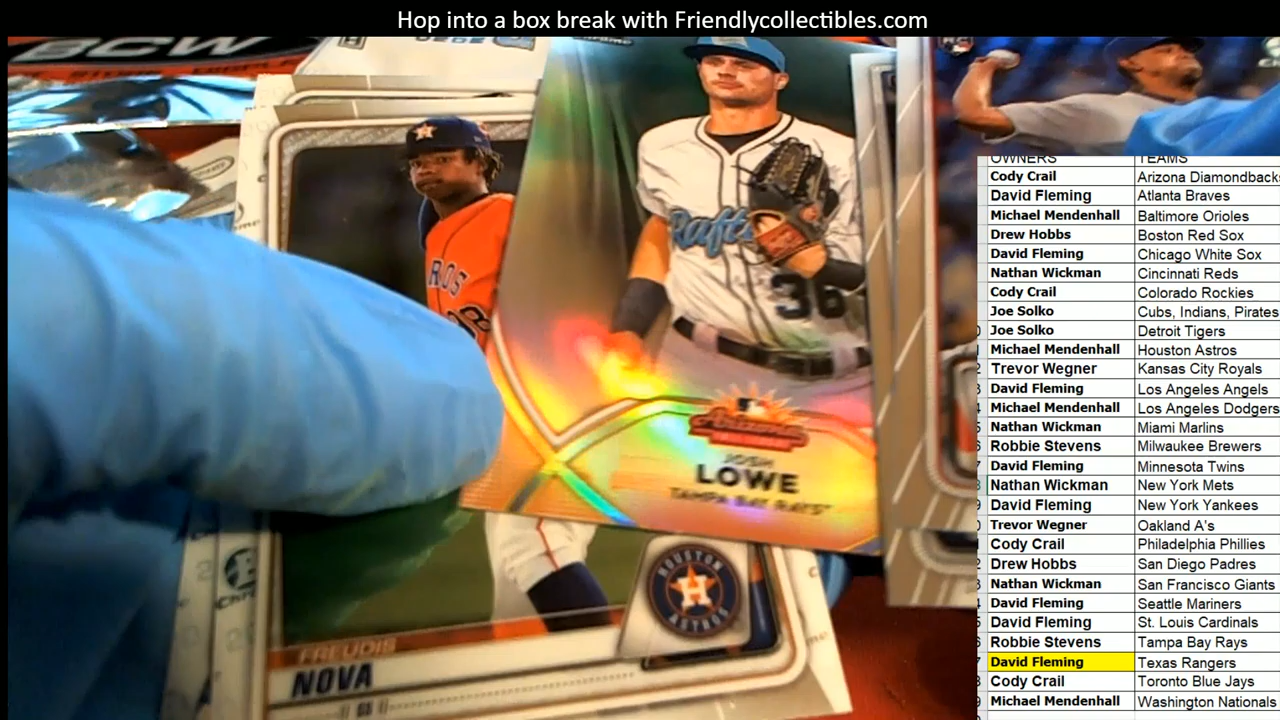 Hop into a box break with Friendlycollectibles.com
BCW
Rafte
36
ROS
Arizona
JOSH
LOWE
TAMPA BAY RAYS
HOUSTON
ASTROS
FREUDIS
NOVA
RC
OWNERS TEAMS
Cody Crail Arizona Diamondbacks
David Fleming Atlanta Braves
Michael Mendenhall Baltimore Orioles
Drew Hobbs Boston Red Sox
David Fleming Chicago White Sox
Nathan Wickman Cincinnati Reds
Cody Crail Colorado Rockies
Joe Solko Cubs, Indians, Pirates
Joe Solko Detroit Tigers
Michael Mendenhall Houston Astros
Trevor Wegner Kansas City Royals
David Fleming Los Angeles Angels
Michael Mendenhall Los Angeles Dodgers
Nathan Wickman Miami Marlins
Robbie Stevens Milwaukee Brewers
David Fleming Minnesota Twins
Nathan Wickman New York Mets
David Fleming New York Yankees
Trevor Wegner Oakland A's
Cody Crail Philadelphia Phillies
Drew Hobbs San Diego Padres
Nathan Wickman San Francisco Giants
David Fleming Seattle Mariners
David Fleming St. Louis Cardinals
Robbie Stevens Tampa Bay Rays
David Fleming Texas Rangers
Cody Crail Toronto Blue Jays
Michael Mendenhall Washington Nationals